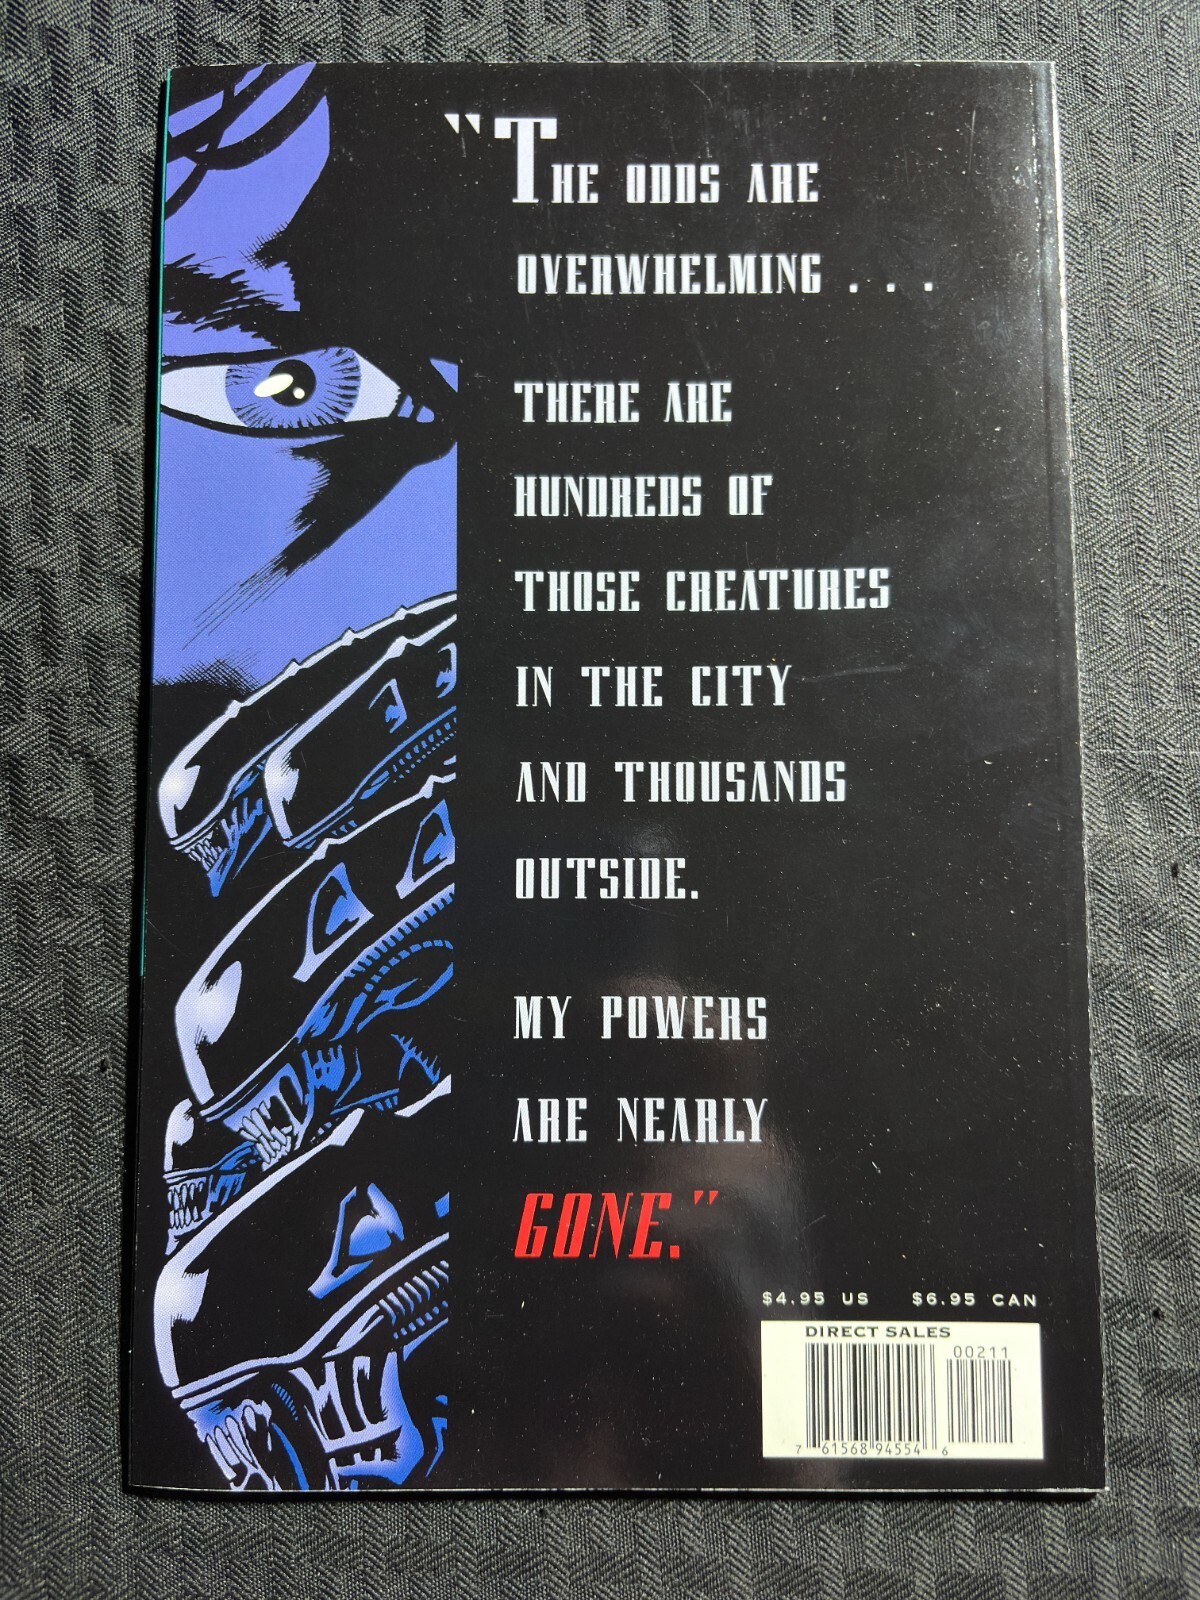 "THE ODDS ARE
OVERWHELMING . . .
THERE ARE
HUNDREDS OF
THOSE CREATURES
IN THE CITY
AND THOUSANDS
OUTSIDE.
MY POWERS
ARE NEARLY
GONE."
$4.95 US $6.95 CAN
DIRECT SALES
00211
7 61568 94554 6